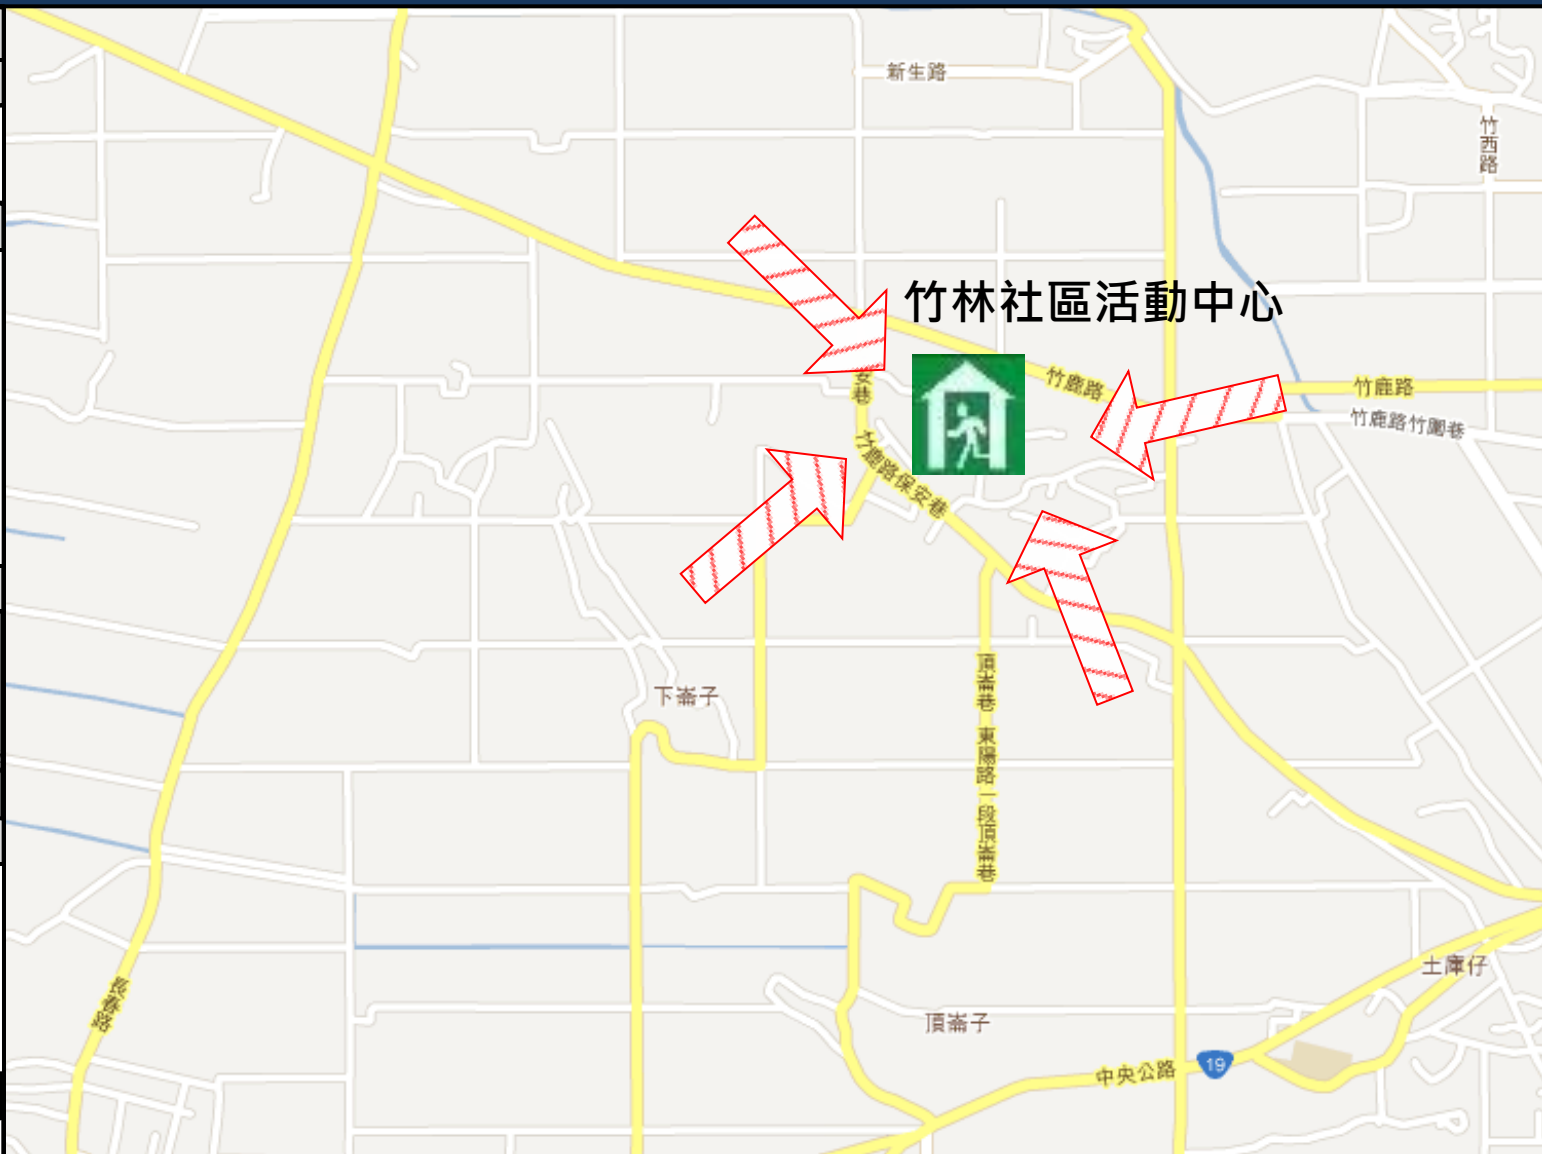 新生路
竹西路
竹林社區活動中心
竹鹿路
竹鹿路
安巷
竹鹿路竹圍巷
竹鹿路保安巷
下崙子
頂崙巷
東陽路一段頂崙巷
土庫仔
長春路
頂崙子
中央公路
19